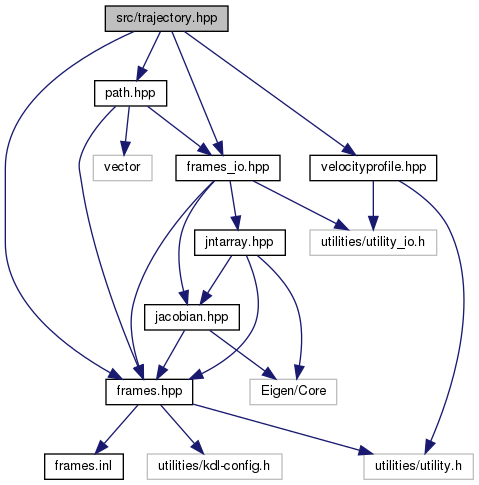 src/trajectory.hpp
path.hpp
vector
frames_io.hpp
velocityprofile.hpp
jntarray.hpp
utilities/utility_io.h
jacobian.hpp
frames.hpp
Eigen/Core
frames.inl
utilities/kdl-config.h
utilities/utility.h